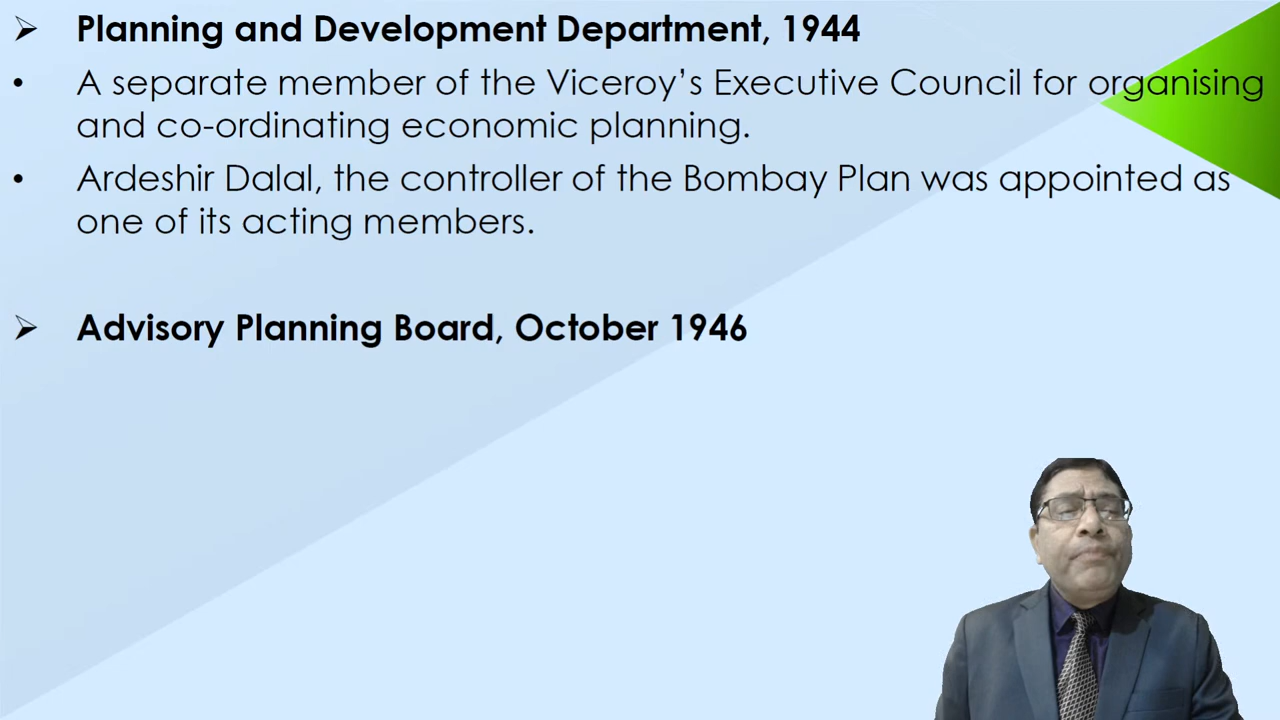 ➢ Planning and Development Department, 1944
• A separate member of the Viceroy’s Executive Council for organising
and co-ordinating economic planning.
• Ardeshir Dalal, the controller of the Bombay Plan was appointed as
one of its acting members.
➢ Advisory Planning Board, October 1946